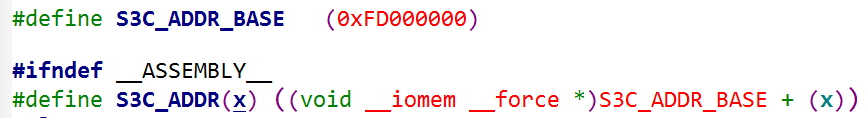 #define S3C_ADDR_BASE (0xFD000000)
#ifndef __ASSEMBLY__
#define S3C_ADDR(x) ((void __iomem __force *)S3C_ADDR_BASE + (x))